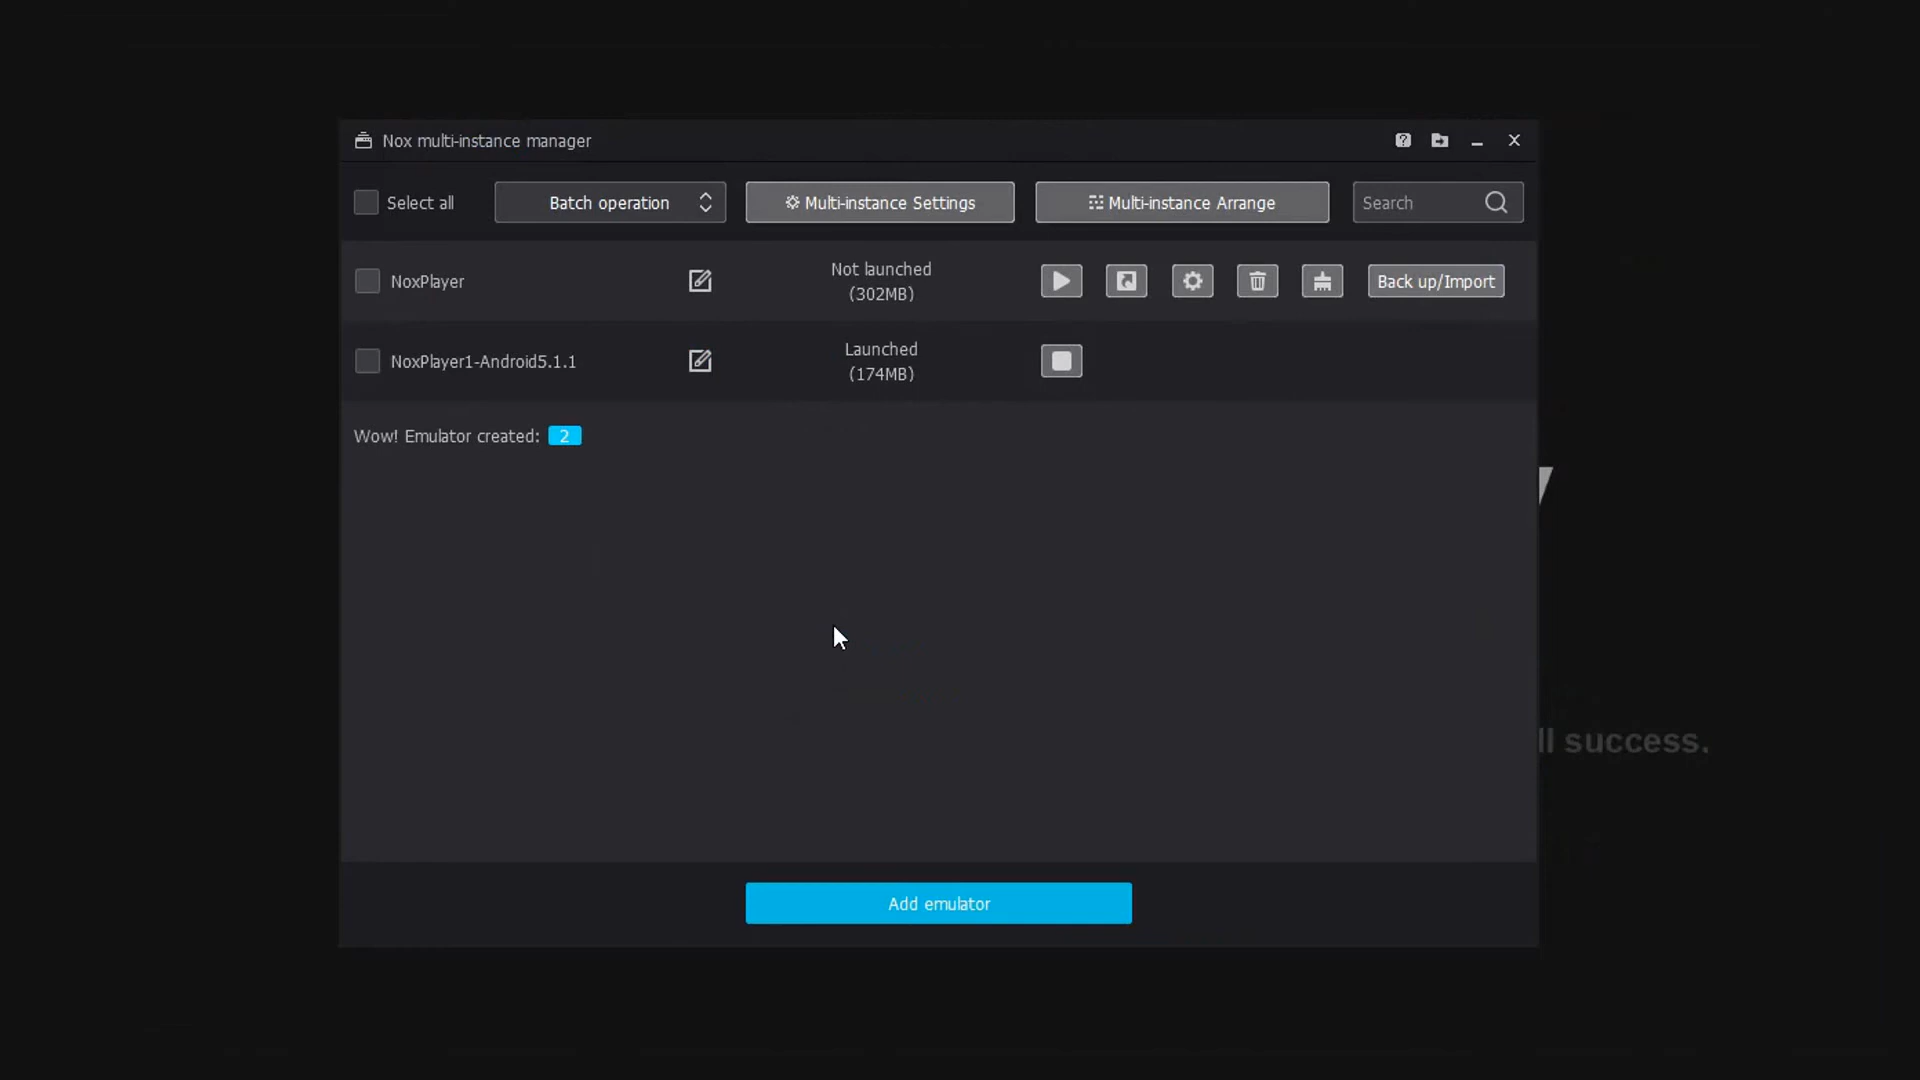 Nox multi-instance manager
Select all
Batch operation
Multi-instance Settings
Multi-instance Arrange
Search
NoxPlayer
Not launched
(302MB)
Back up/Import
NoxPlayer1-Android5.1.1
Launched
(174MB)
Wow! Emulator created: 2
success.
Add emulator